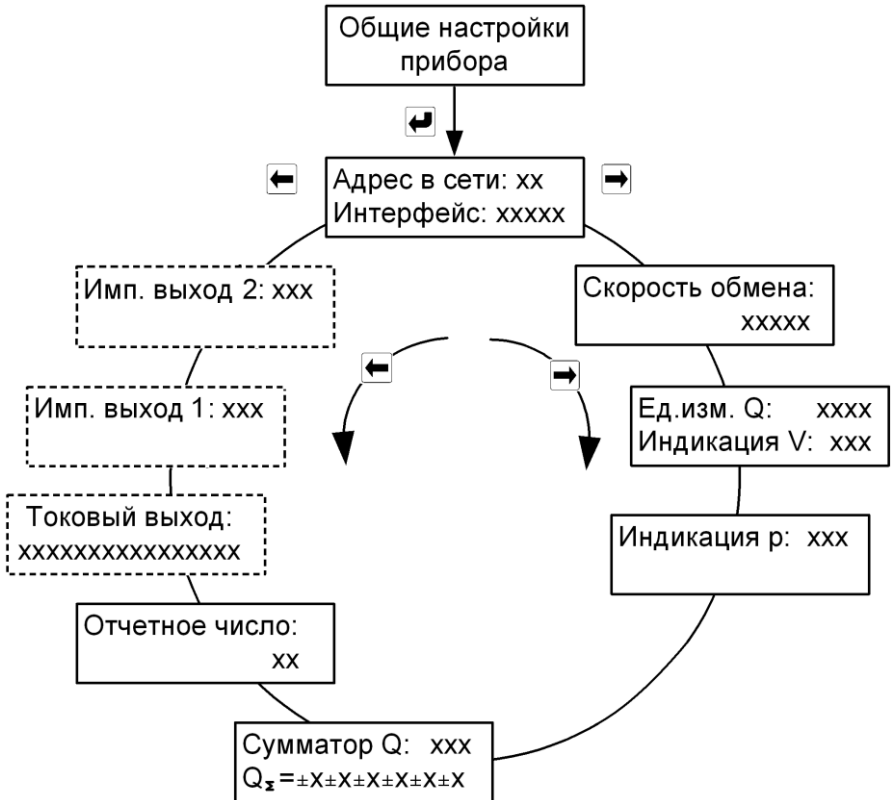 Общие настройки
прибора
Адрес в сети: xx
Интерфейс: xxxxx
Имп. выход 2: xxx
Скорость обмена:
xxxxx
Имп. выход 1: xxx
Ед.изм. Q: xxxx
Индикация V: xxx
Токовый выход:
xxxxxxxxxxxxxxxx
Индикация p: xxx
Отчетное число:
xx
Сумматор Q: xxx
QΣ=±X±X±X±X±X±X